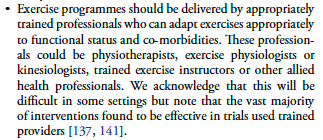 • Exercise programmes should be delivered by appropriately
trained professionals who can adapt exercises appropriately
to functional status and co-morbidities. These profession-
als could be physiotherapists, exercise physiologists or
kinesiologists, trained exercise instructors or other allied
health professionals. We acknowledge that this will be
difficult in some settings but note that the vast majority
of interventions found to be effective in trials used trained
providers [137, 141].